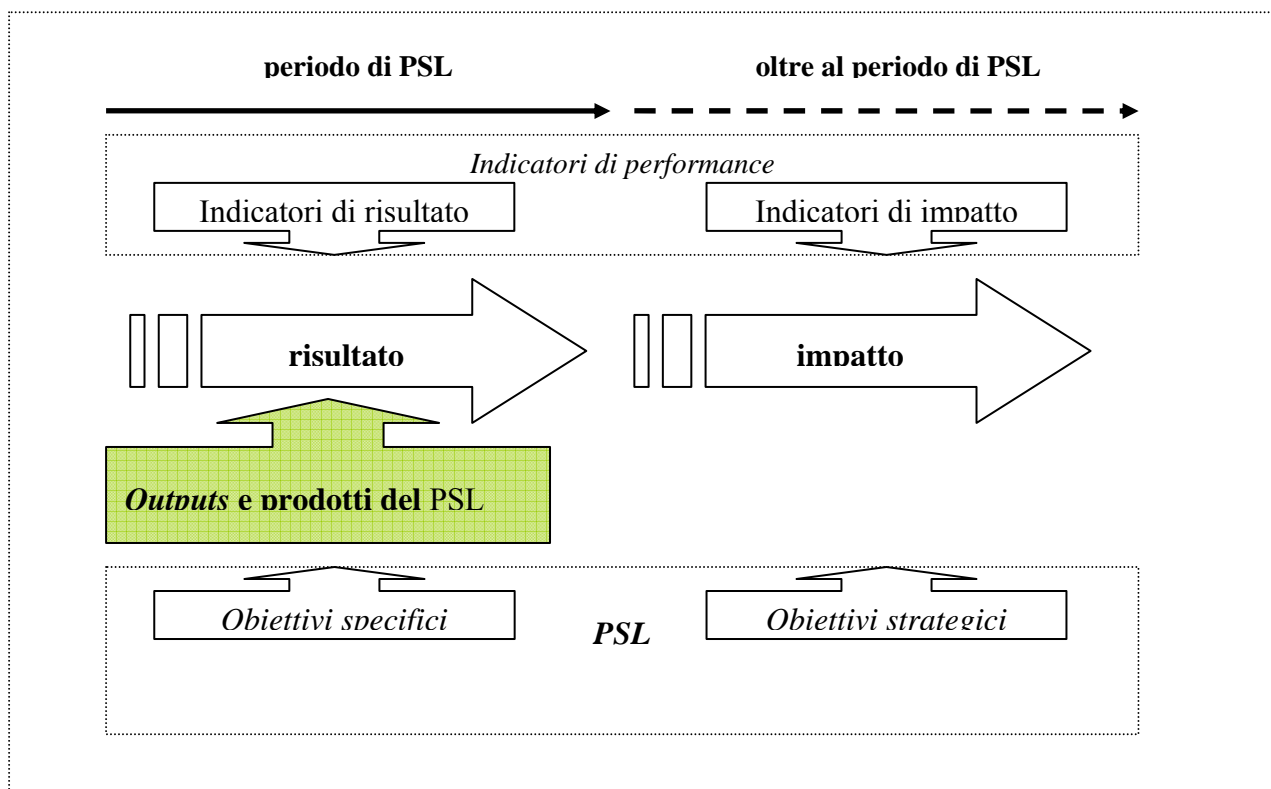 periodo di PSL
oltre al periodo di PSL
Indicatori di performance
Indicatori di risultato
Indicatori di impatto
risultato
impatto
Outputs e prodotti del PSL
Obiettivi specifici
PSL
Obiettivi strategici